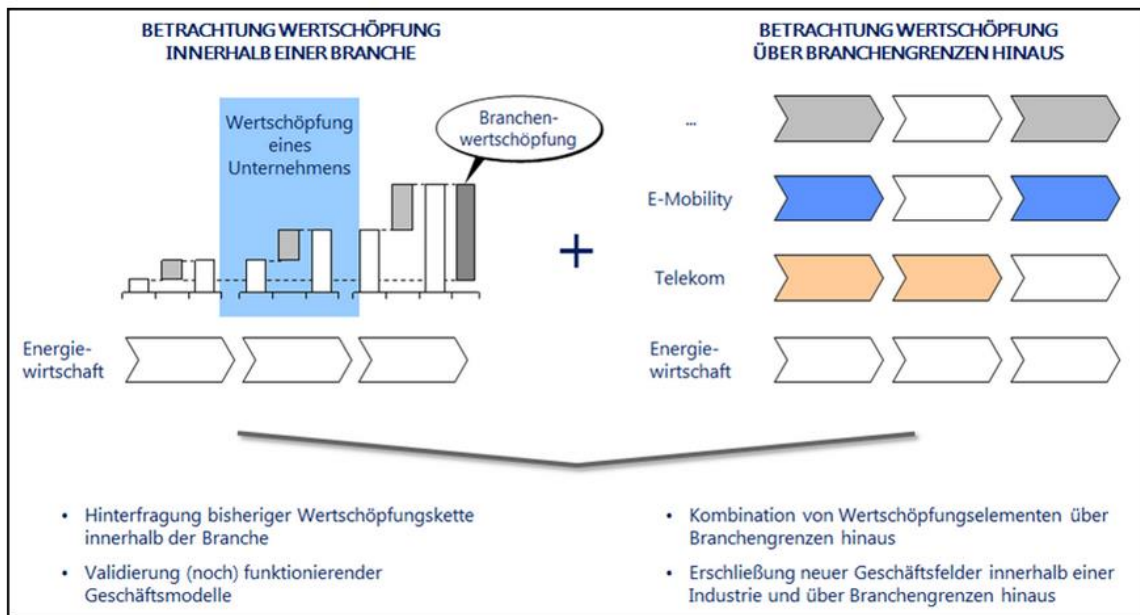 BETRACHTUNG WERTSCHÖPFUNG
INNERHALB EINER BRANCHE
Wertschöpfung
eines
Unternehmens
Branchen-
wertschöpfung
Energie-
wirtschaft
+
BETRACHTUNG WERTSCHÖPFUNG
ÜBER BRANCHENGRENZEN HINAUS
...
E-Mobility
Telekom
Energie-
wirtschaft
• Hinterfragung bisheriger Wertschöpfungskette
innerhalb der Branche
• Validierung (noch) funktionierender
Geschäftsmodelle
• Kombination von Wertschöpfungselementen über
Branchengrenzen hinaus
• Erschließung neuer Geschäftsfelder innerhalb einer
Industrie und über Branchengrenzen hinaus